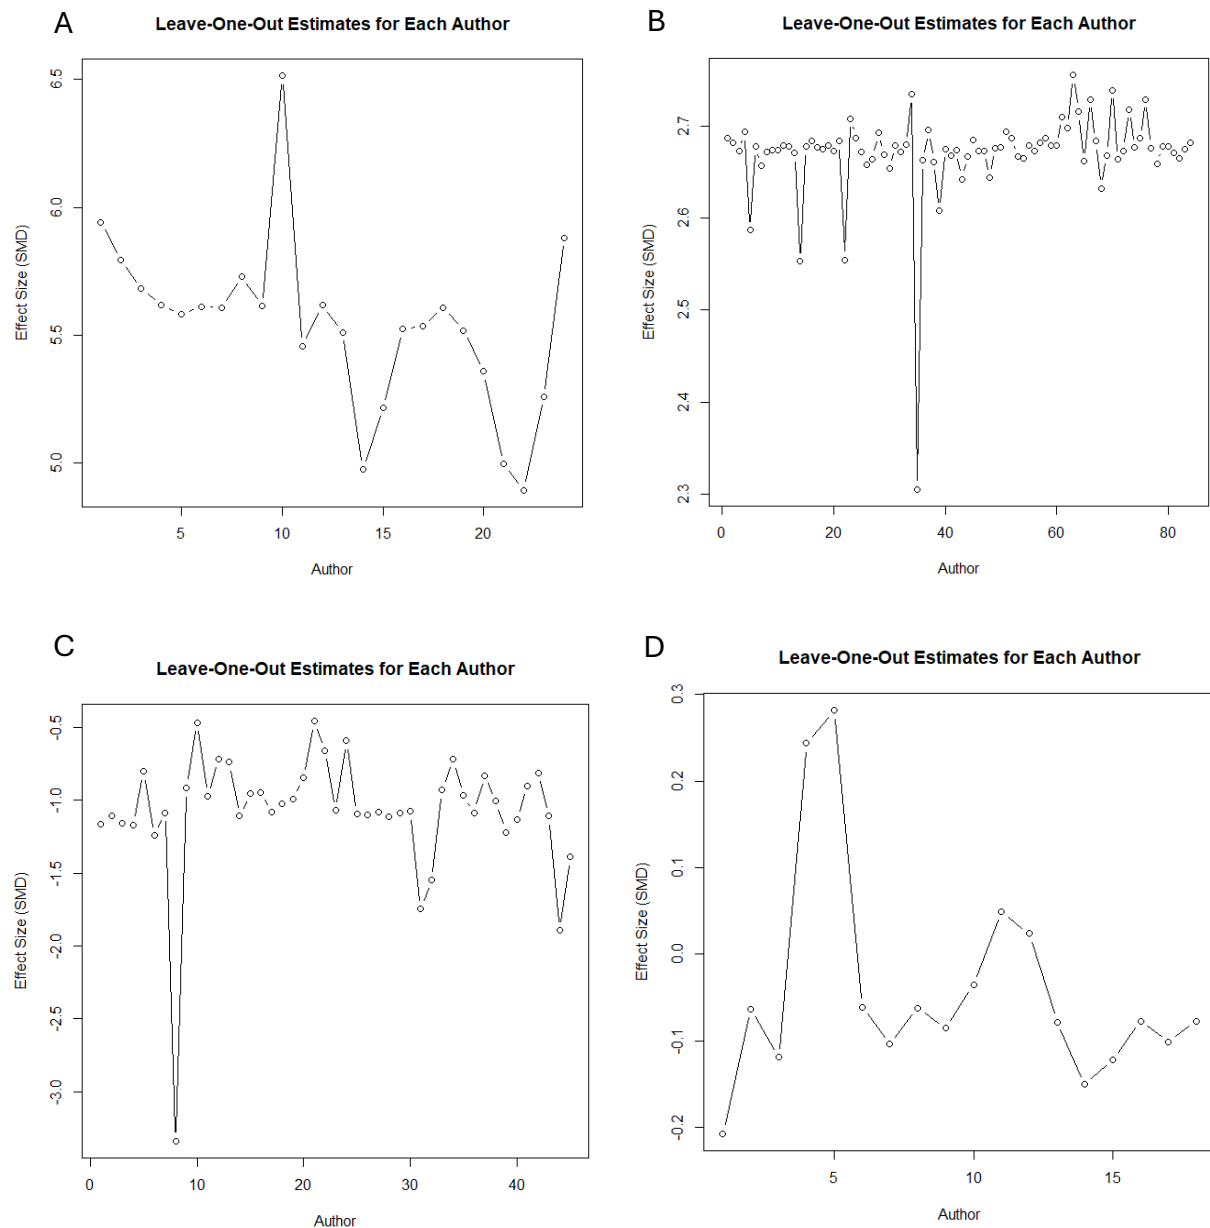 A
Leave-One-Out Estimates for Each Author
Effect Size (SMD)
6.5
6.0
5.5
5.0
5 10 15 20
Author
B
Leave-One-Out Estimates for Each Author
Effect Size (SMD)
2.7
2.6
2.5
2.4
2.3
0 20 40 60 80
Author
C
Leave-One-Out Estimates for Each Author
Effect Size (SMD)
-0.5
-1.0
-1.5
-2.0
-2.5
-3.0
0 10 20 30 40
Author
D
Leave-One-Out Estimates for Each Author
Effect Size (SMD)
0.3
0.2
0.1
0.0
-0.1
-0.2
5 10 15
Author